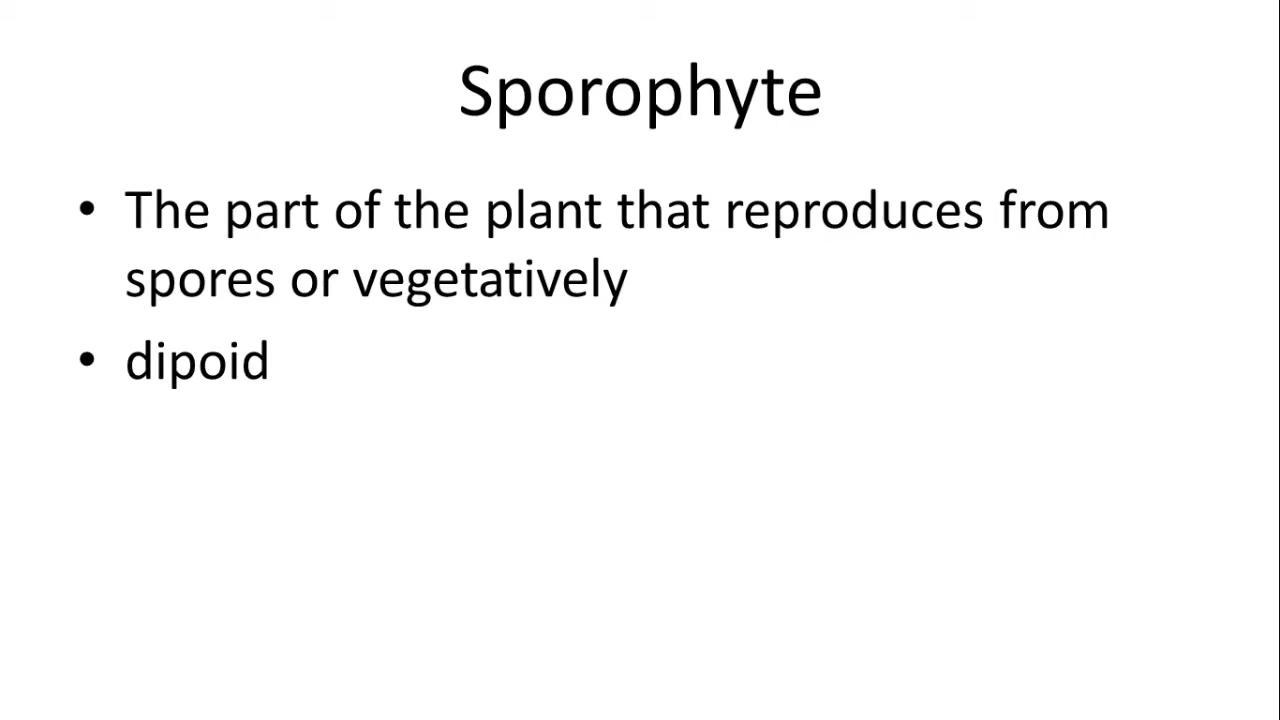 Sporophyte
• The part of the plant that reproduces from
spores or vegetatively
• dipoid